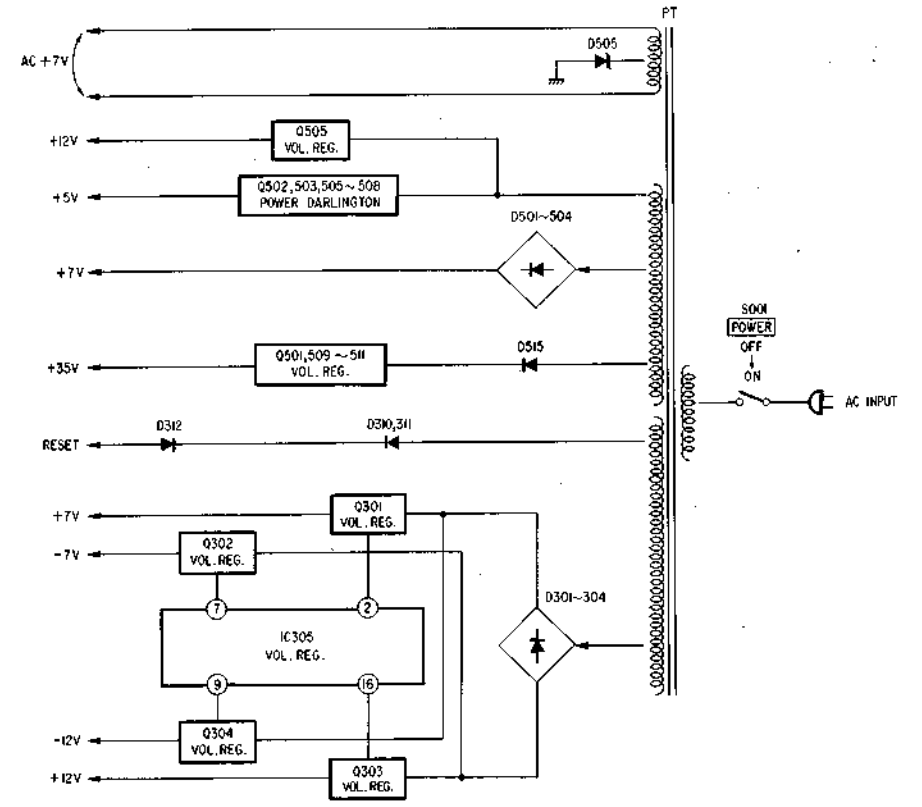 PT
D505
AC +7V
+12V
Q505
VOL. REG.
+5V
Q502,503,505~508
POWER DARLINGTON
D501~504
+7V
S001
POWER
OFF
ON
AC INPUT
+35V
Q501,509~511
VOL. REG.
D515
RESET
D312
D310,311
+7V
Q301
VOL. REG.
-7V
Q302
VOL. REG.
D301~304
7
2
IC305
VOL. REG.
9
16
-12V
Q304
VOL. REG.
+12V
Q303
VOL. REG.